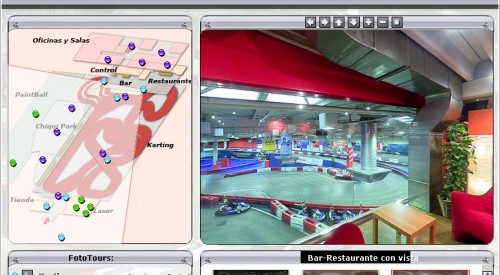 Oficinas y Salas
Control
Bar
Restaurante
PaintBall
Chiqui Park
Karting
Tienda
Laser
FotoTours:
Bar-Restaurante con vista